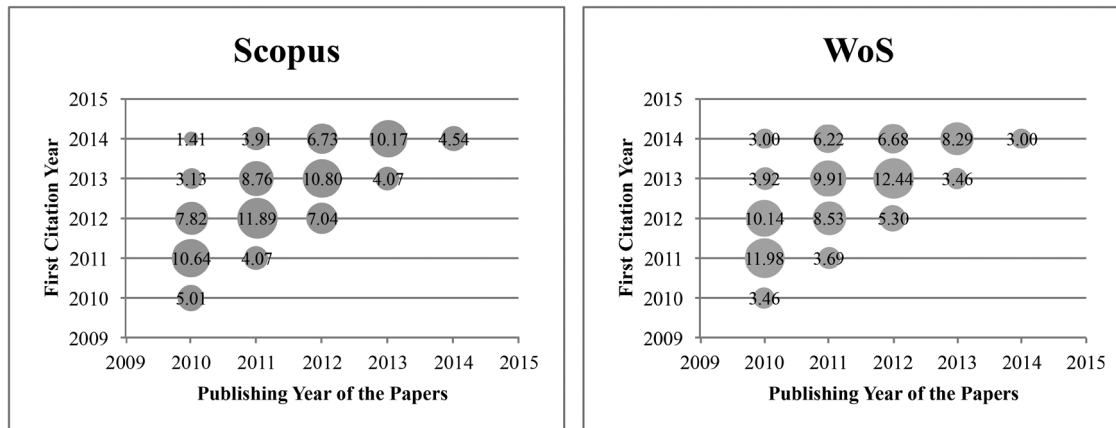 Scopus
2015
2014 1.41 3.91 6.73 10.17 4.54
2013 3.13 8.76 10.80 4.07
2012 7.82 11.89 7.04
2011 10.64 4.07
2010 5.01
2009
First Citation Year
2009 2010 2011 2012 2013 2014 2015
Publishing Year of the Papers
WoS
2015
2014 3.00 6.22 6.68 8.29 3.00
2013 3.92 9.91 12.44 3.46
2012 10.14 8.53 5.30
2011 11.98 3.69
2010 3.46
2009
First Citation Year
2009 2010 2011 2012 2013 2014 2015
Publishing Year of the Papers